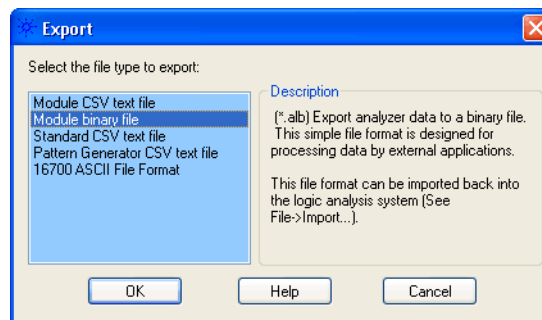 Export
Select the file type to export:
Module CSV text file
Module binary file
Standard CSV text file
Pattern Generator CSV text file
16700 ASCII File Format
Description
(*.alb) Export analyzer data to a binary file.
This simple file format is designed for
processing data by external applications.
This file format can be imported back into
the logic analysis system (See
File->Import...).
OK
Help
Cancel